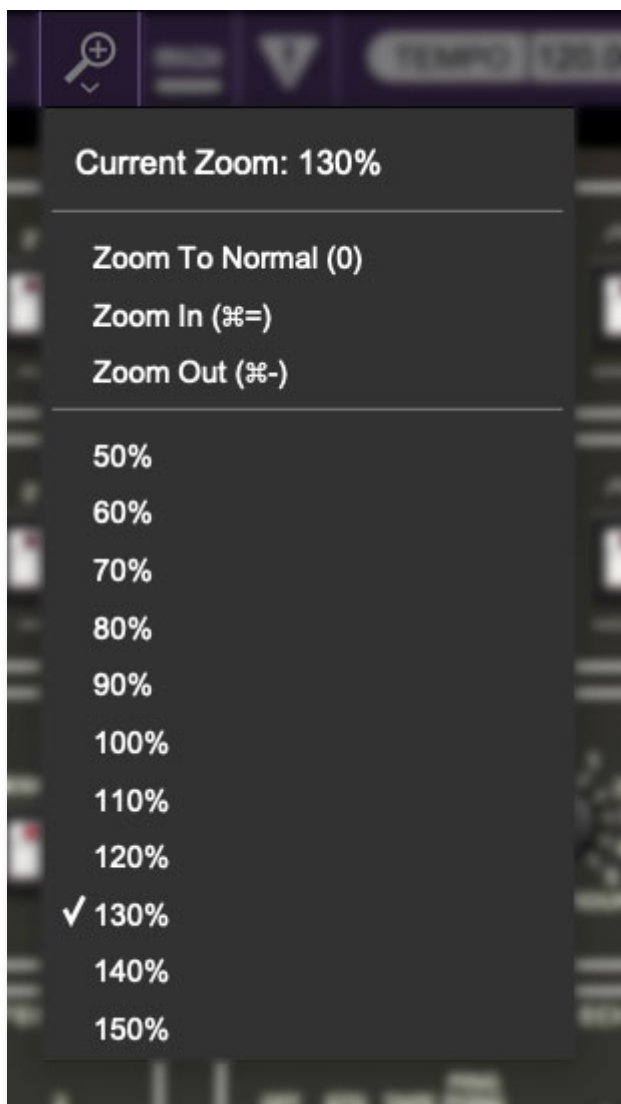 TEMPO
Current Zoom: 130%
Zoom To Normal (0)
Zoom In (⌘=)
Zoom Out (⌘-)
50%
60%
70%
80%
90%
100%
110%
120%
✓ 130%
140%
150%